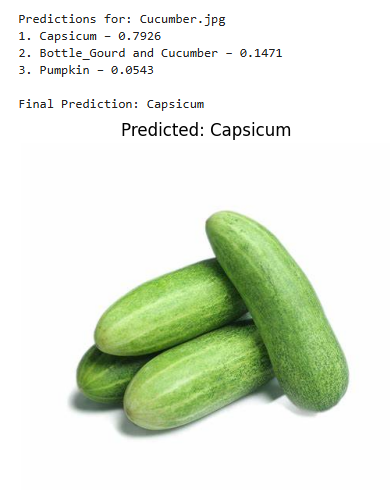 Predictions for: Cucumber.jpg
1. Capsicum – 0.7926
2. Bottle_Gourd and Cucumber – 0.1471
3. Pumpkin – 0.0543
Final Prediction: Capsicum
Predicted: Capsicum